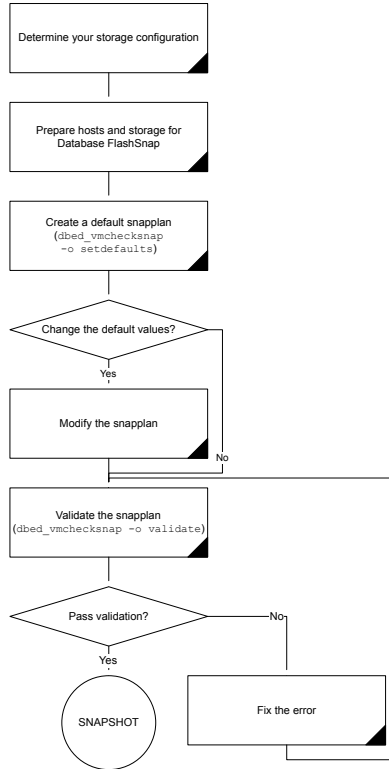 Determine your storage configuration
Prepare hosts and storage for
Database FlashSnap
Create a default snapplan
(dbed_vmchecksnap
-o setdefaults)
Change the default values?
Yes
Modify the snapplan
No
Validate the snapplan
(dbed_vmchecksnap -o validate)
Pass validation?
No
Yes
SNAPSHOT
Fix the error